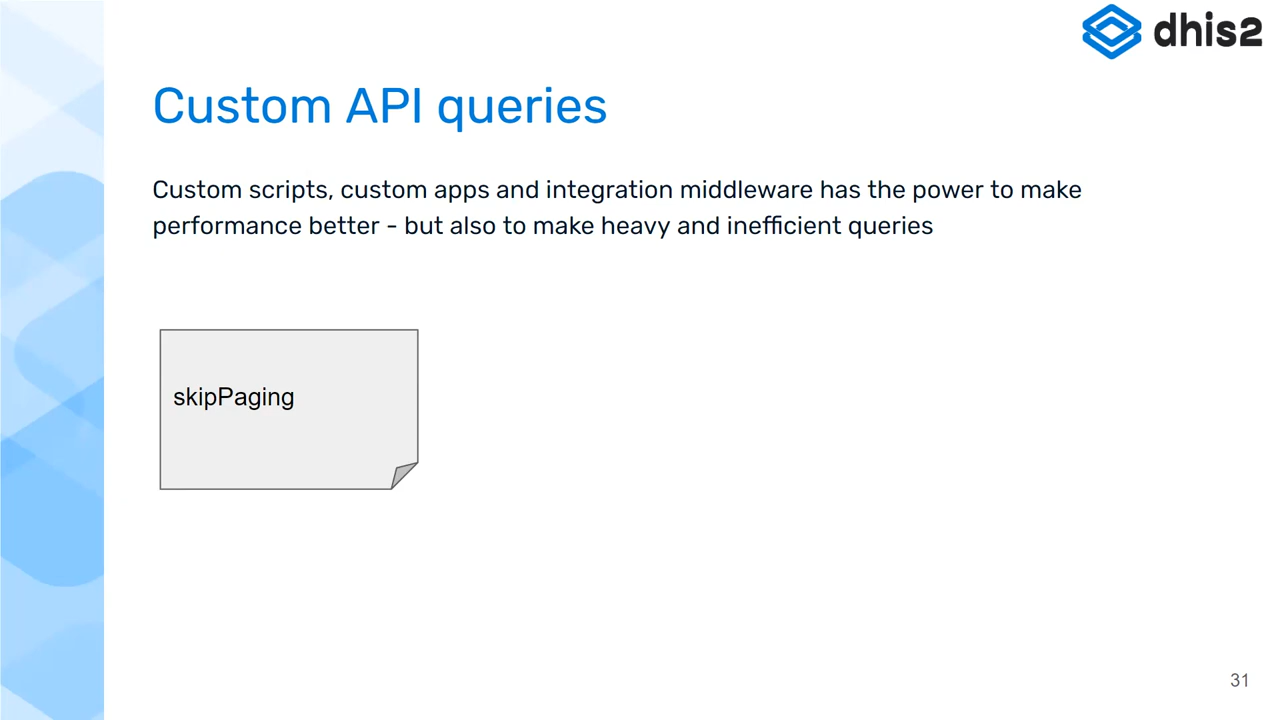 dhis2
Custom API queries
Custom scripts, custom apps and integration middleware has the power to make
performance better - but also to make heavy and inefficient queries
skipPaging
31